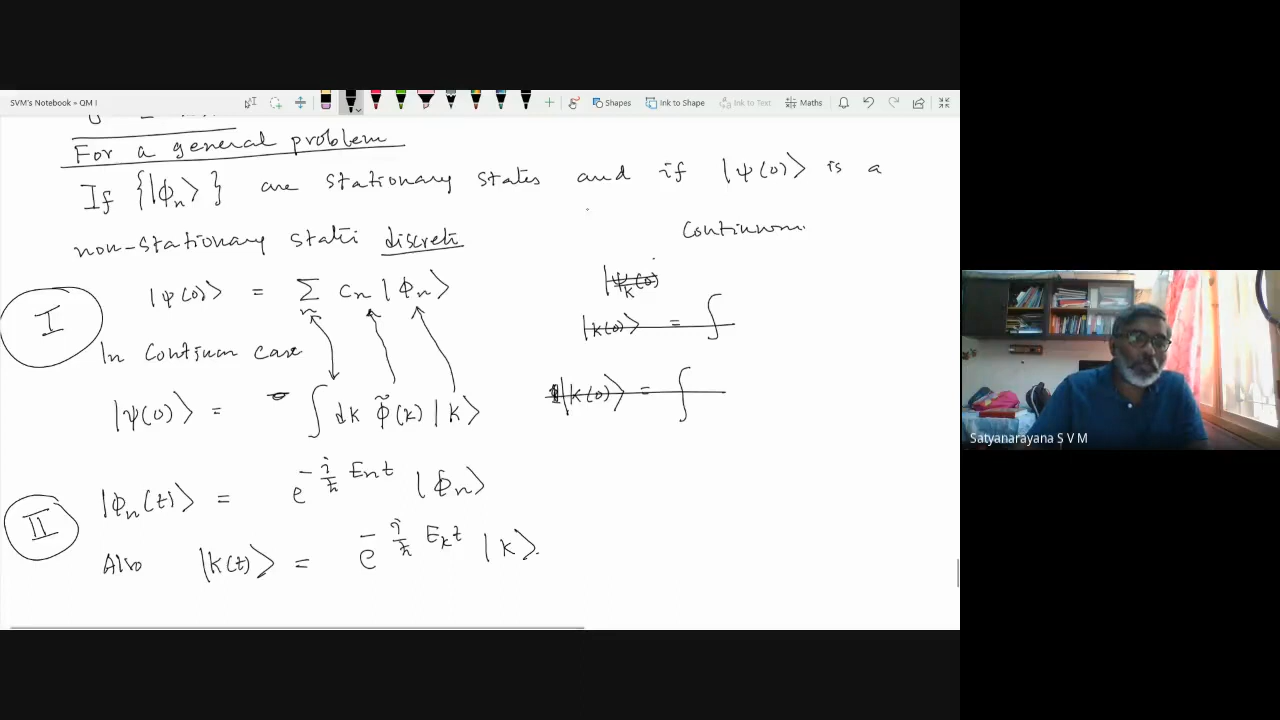 SVM's Notebook » QM I
Shapes
Ink to Shape
Ink to Text
Maths
For a general problem
If {|ϕₙ⟩} are stationary states and if |ψ(0)⟩ is a
non-stationary state discrete
Continuum.
|ψ(0)⟩ = Σₙ cₙ |ϕₙ⟩
I
|k(0)⟩ = ∫
In Continum case
|ψ(0)⟩ = ∫ dk ϕ̃(k) |k⟩
|k(0)⟩ = ∫
II
|ϕₙ(t)⟩ = e^{-i/ħ Eₙt} |ϕₙ⟩
Also |k(t)⟩ = e^{-i/ħ Eₖt} |k⟩.
Satyanarayana S V M